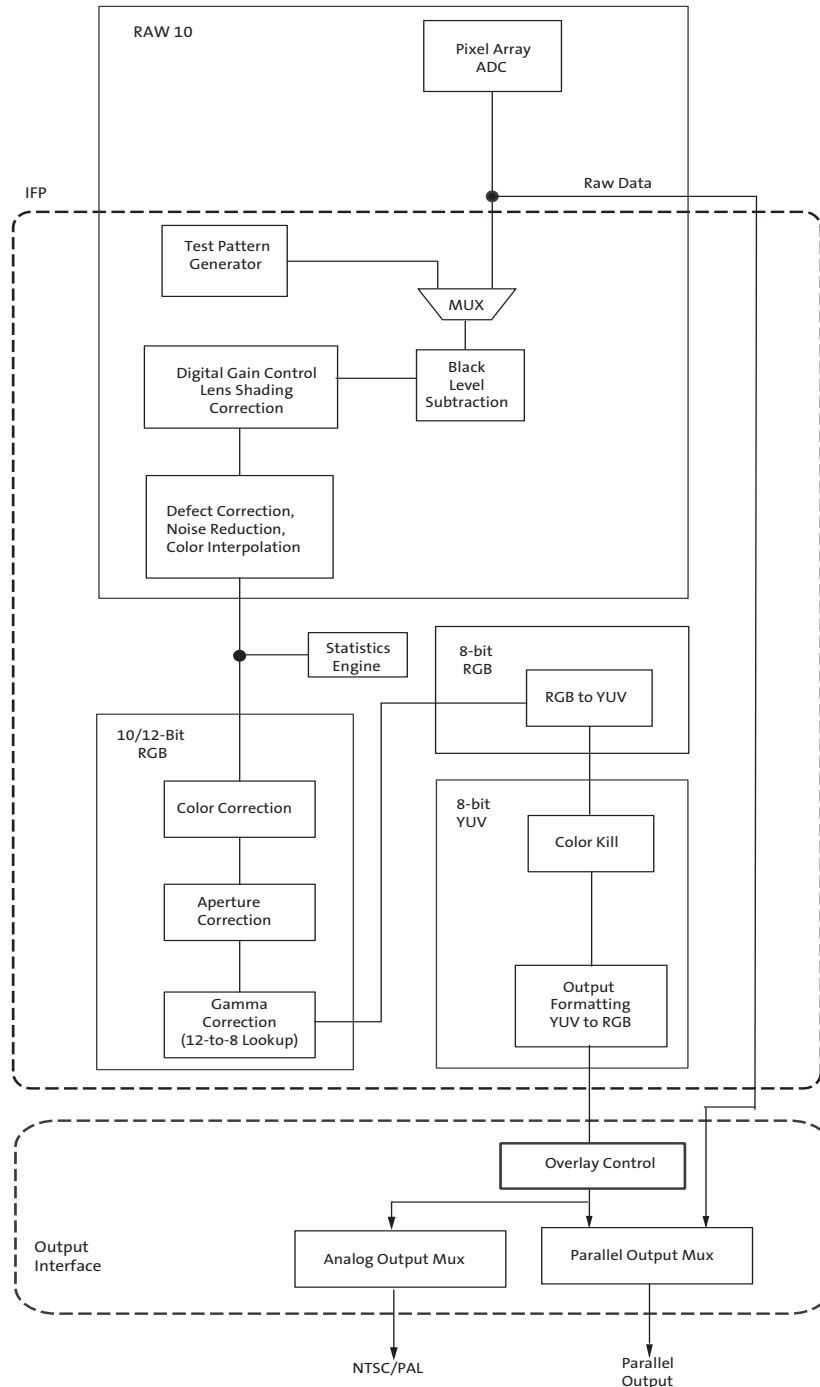 RAW 10
Pixel Array
ADC
IFP
Raw Data
Test Pattern
Generator
MUX
Digital Gain Control
Lens Shading
Correction
Black
Level
Subtraction
Defect Correction,
Noise Reduction,
Color Interpolation
Statistics
Engine
8-bit
RGB
RGB to YUV
10/12-Bit
RGB
Color Correction
8-bit
YUV
Color Kill
Aperture
Correction
Gamma
Correction
(12-to-8 Lookup)
Output
Formatting
YUV to RGB
Overlay Control
Output
Interface
Analog Output Mux
Parallel Output Mux
NTSC/PAL
Parallel
Output